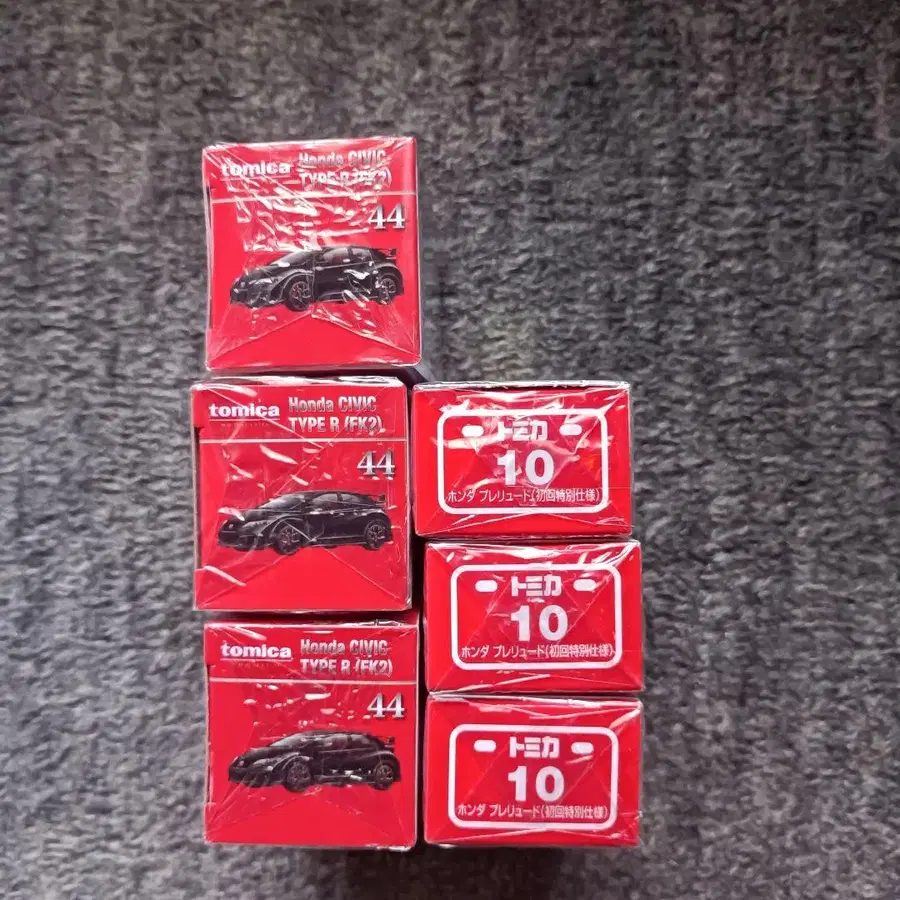 tomica
Honda CIVIC
TYPE R (FK2)
44
tomica
Honda CIVIC
TYPE R (FK2)
44
トミカ
10
ホンダ プレリュード(初回特別仕様)
トミカ
10
ホンダ プレリュード(初回特別仕様)
tomica
Honda CIVIC
TYPE R (FK2)
44
トミカ
10
ホンダ プレリュード(初回特別仕様)